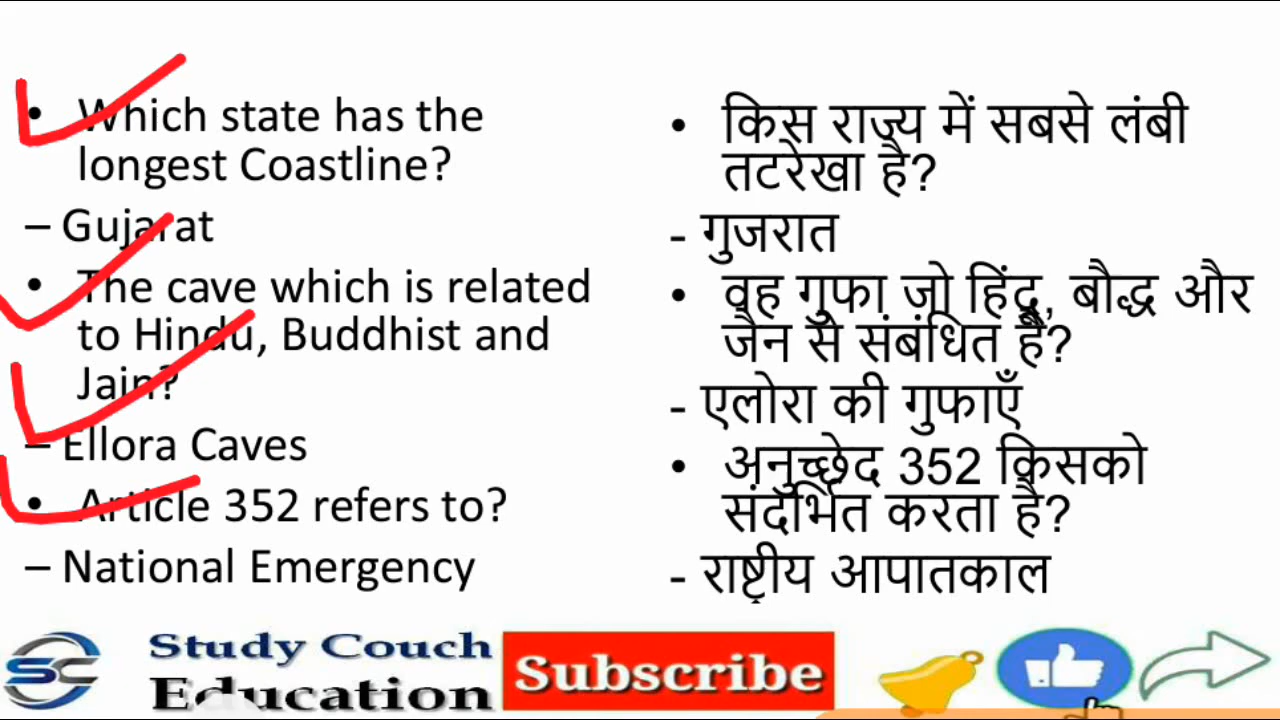 • Which state has the
longest Coastline?
– Gujarat
• The cave which is related
to Hindu, Buddhist and
Jain?
– Ellora Caves
• Article 352 refers to?
– National Emergency
• किस राज्य में सबसे लंबी
तटरेखा है?
- गुजरात
• वह गुफा जो हिंदू, बौद्ध और
जैन से संबंधित है?
- एलोरा की गुफाएँ
• अनुच्छेद 352 किसको
संदर्भित करता है?
- राष्ट्रीय आपातकाल
SC
Study Couch
Education
Subscribe